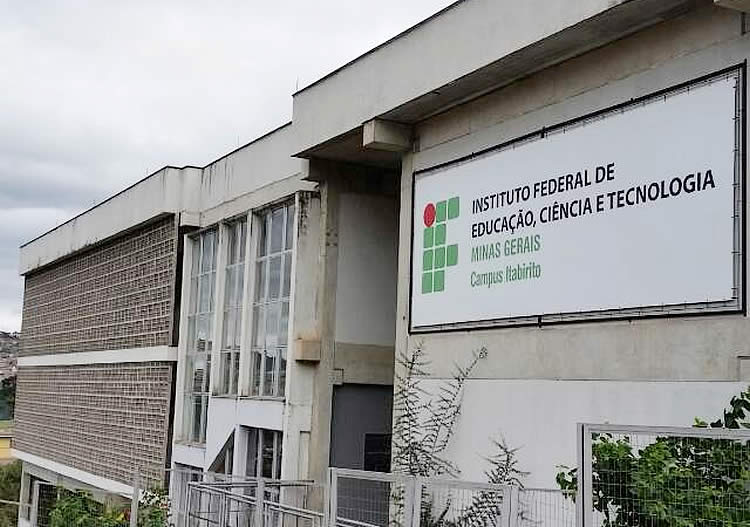 INSTITUTO FEDERAL DE
EDUCAÇÃO, CIÊNCIA E TECNOLOGIA
MINAS GERAIS
Campus Itabirito